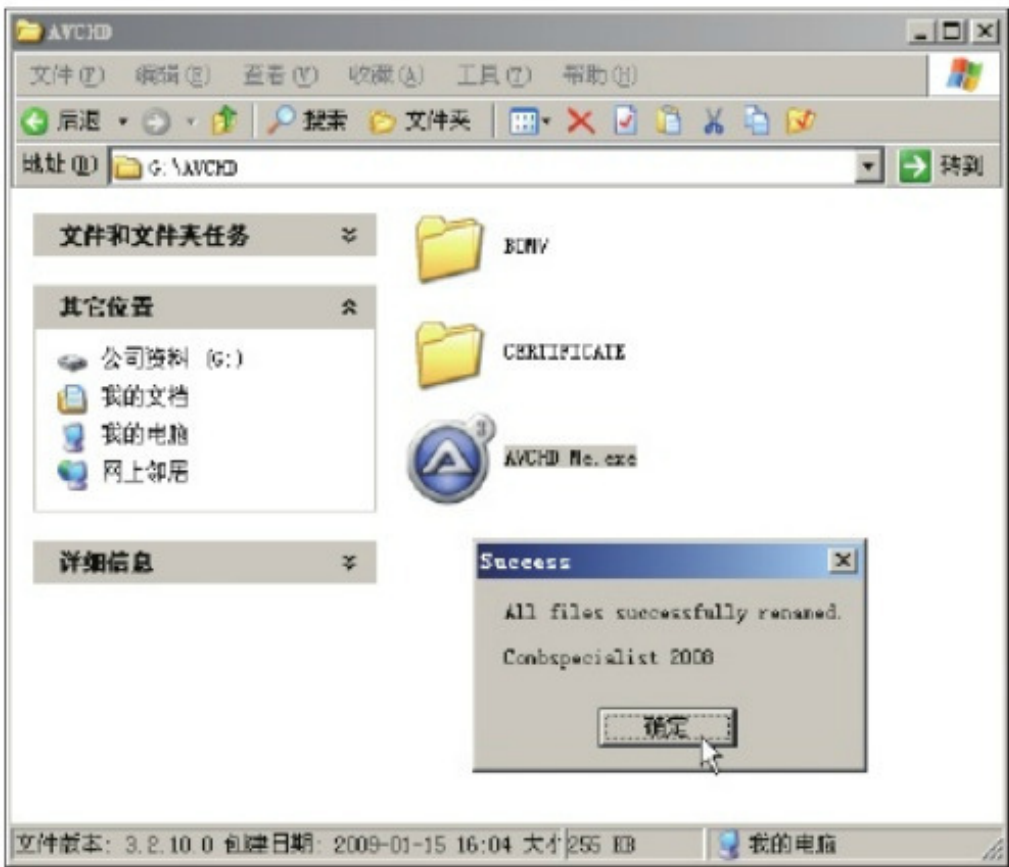 AVCHD
文件(F) 编辑(E) 查看(V) 收藏(A) 工具(T) 帮助(H)
后退 搜索 文件夹
地址(D) G:\AVCHD 转到
文件和文件夹任务
其它位置
公司资料 (G:)
我的文档
我的电脑
网上邻居
详细信息
BDMV
CERTIFICATE
AVCHD Me.exe
Success
All files successfully renamed.
Combspecialist 2008
确定
文件版本: 3.2.10 0 创建日期: 2009-01-15 16:04 大小 255 KB 我的电脑